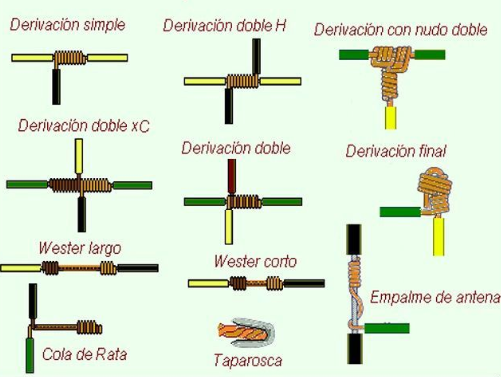 Derivación simple
Derivación doble H
Derivación con nudo doble
Derivación doble xC
Derivación doble
Derivación final
Wester largo
Wester corto
Empalme de antena
Cola de Rata
Taparosca